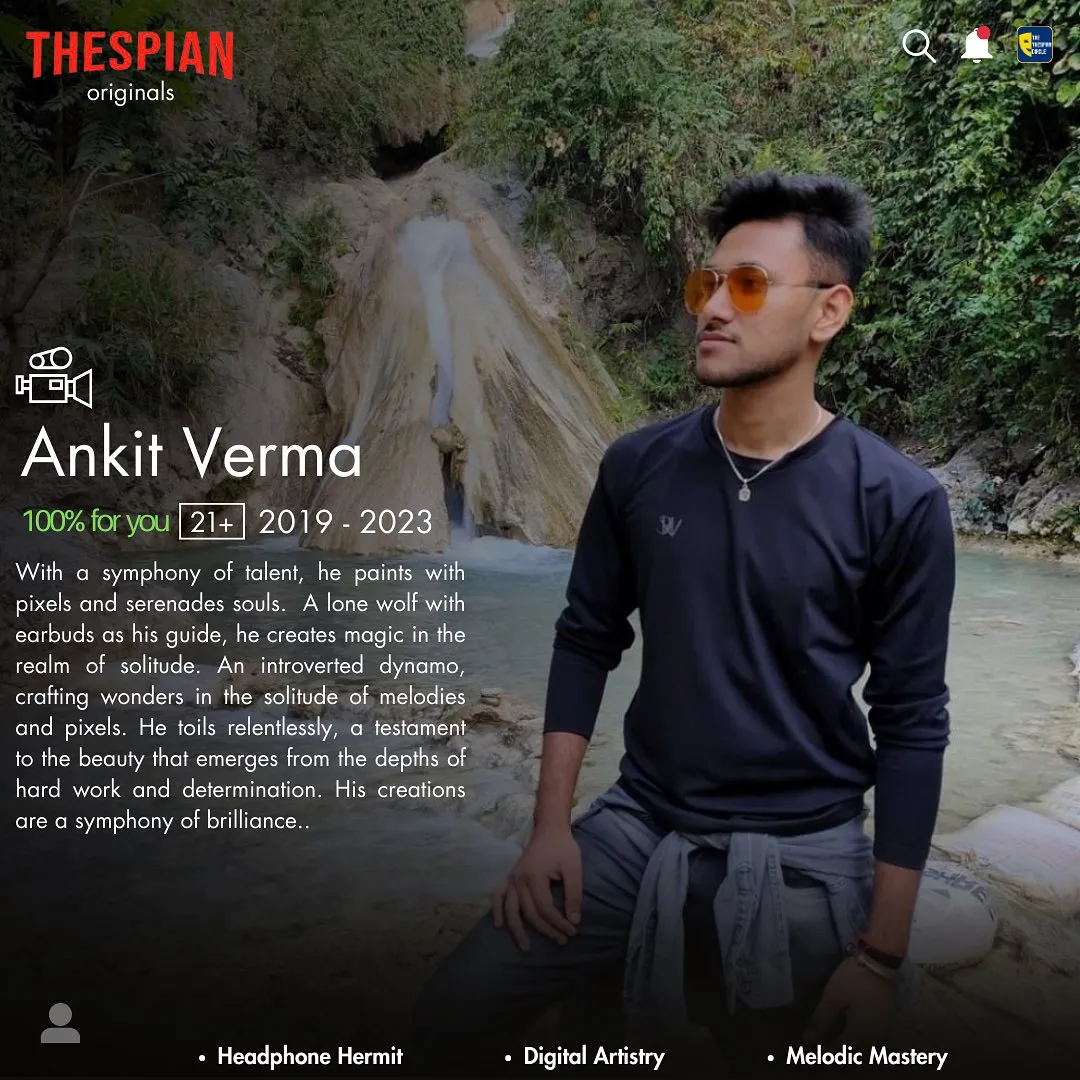 THESPIAN
originals
THE
THESPIAN
CIRCLE
Ankit Verma
100% for you 21+ 2019 - 2023
With a symphony of talent, he paints with
pixels and serenades souls. A lone wolf with
earbuds as his guide, he creates magic in the
realm of solitude. An introverted dynamo,
crafting wonders in the solitude of melodies
and pixels. He toils relentlessly, a testament
to the beauty that emerges from the depths of
hard work and determination. His creations
are a symphony of brilliance..
• Headphone Hermit • Digital Artistry • Melodic Mastery